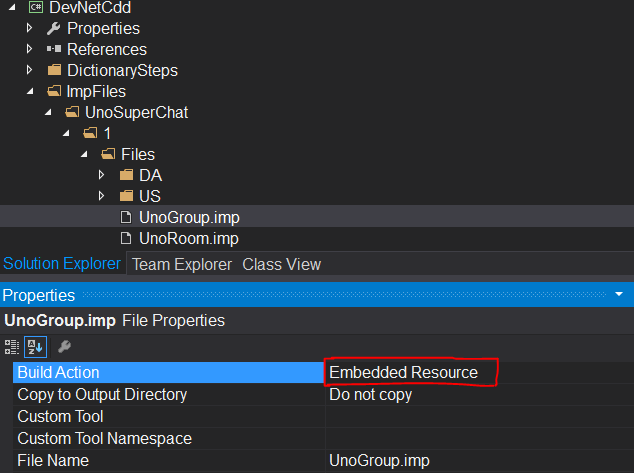 DevNetCdd
Properties
References
DictionarySteps
ImpFiles
UnoSuperChat
1
Files
DA
US
UnoGroup.imp
UnoRoom.imp
Solution Explorer Team Explorer Class View
Properties
UnoGroup.imp File Properties
Build Action Embedded Resource
Copy to Output Directory Do not copy
Custom Tool
Custom Tool Namespace
File Name UnoGroup.imp